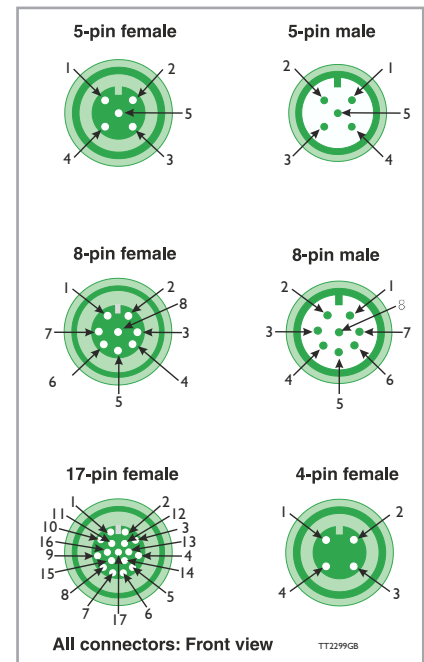 5-pin female 5-pin male
1 2 2 1
5 5
4 3 3 4
8-pin female 8-pin male
1 2 2 1
8 8
7 3 3 7
6 4 4 6
5 5
17-pin female 4-pin female
1 2 1 2
11 12
10 3
16 13
9 4
15 14
8 5 4 3
7 6
17
All connectors: Front view TT2299GB